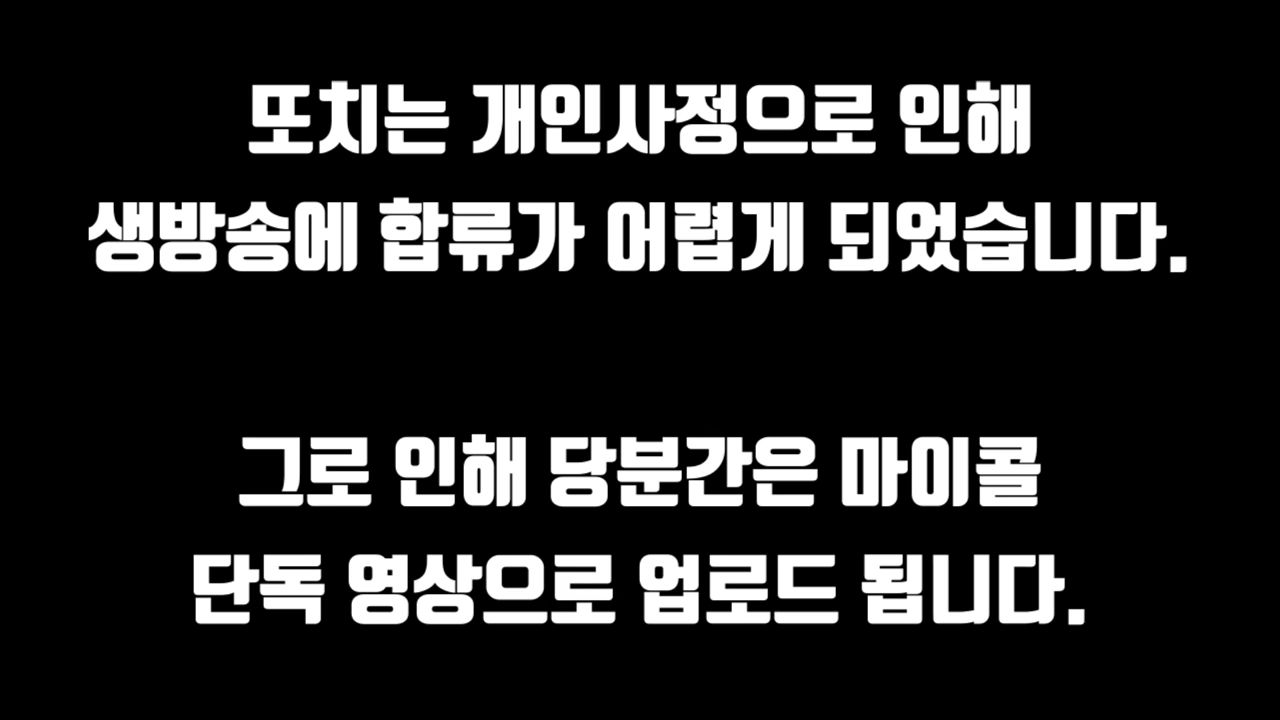 또치는 개인사정으로 인해
생방송에 합류가 어렵게 되었습니다.
그로 인해 당분간은 마이콜
단독 영상으로 업로드 됩니다.